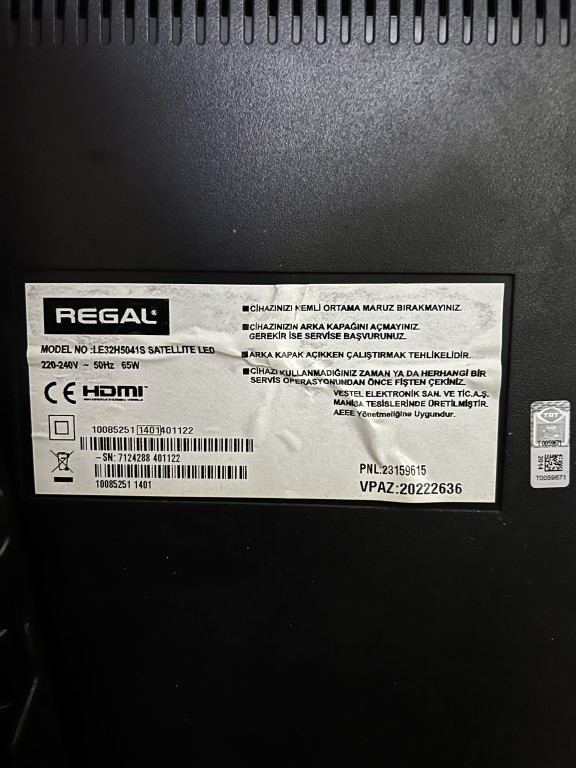 REGAL®
MODEL NO :LE32H5041S SATELLITE LED
220-240V ~ 50Hz 65W
CE HDMI
10085251 1401401122
-SN: 7124288 401122
10085251 1401
■CİHAZINIZI NEMLİ ORTAMA MARUZ BIRAKMAYINIZ.
■CİHAZINIZIN ARKA KAPAĞINI AÇMAYINIZ.
GEREKİR İSE SERVİSE BAŞVURUNUZ.
■ARKA KAPAK AÇIKKEN ÇALIŞTIRMAK TEHLİKELİDİR.
■CİHAZI KULLANMADIĞINIZ ZAMAN YA DA HERHANGİ BİR
SERVİS OPERASYONUNDAN ÖNCE FİŞTEN ÇEKİNİZ.
VESTEL ELEKTRONİK SAN. VE TİC.A.Ş.
MANİSA TESİSLERİNDE ÜRETİLMİŞTİR.
AEEE Yönetmeliğine Uygundur.
PNL:23159615
VPAZ:20222636
TRT
T0059671
2014
T0059671